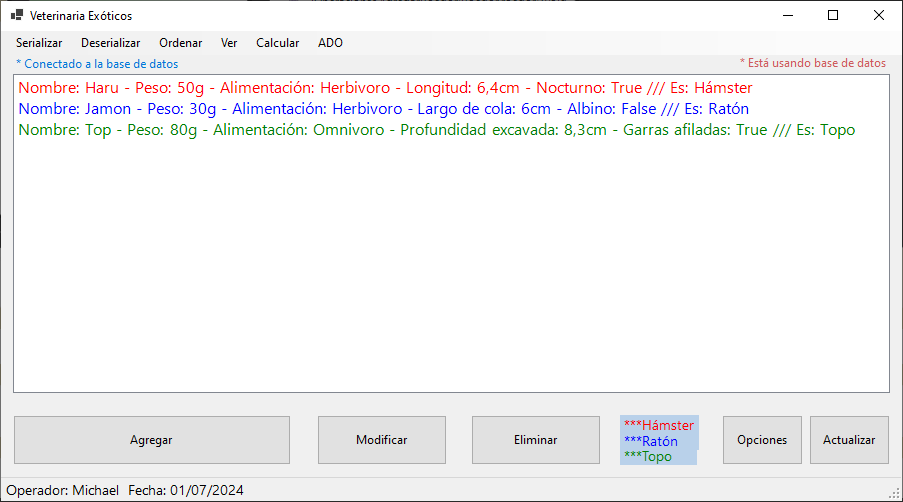 Veterinaria Exóticos
Serializar Deserializar Ordenar Ver Calcular ADO
* Conectado a la base de datos * Está usando base de datos
Nombre: Haru - Peso: 50g - Alimentación: Herbivoro - Longitud: 6,4cm - Nocturno: True /// Es: Hámster
Nombre: Jamon - Peso: 30g - Alimentación: Herbivoro - Largo de cola: 6cm - Albino: False /// Es: Ratón
Nombre: Top - Peso: 80g - Alimentación: Omnivoro - Profundidad excavada: 8,3cm - Garras afiladas: True /// Es: Topo
Agregar Modificar Eliminar
***Hámster
***Ratón
***Topo
Opciones Actualizar
Operador: Michael Fecha: 01/07/2024